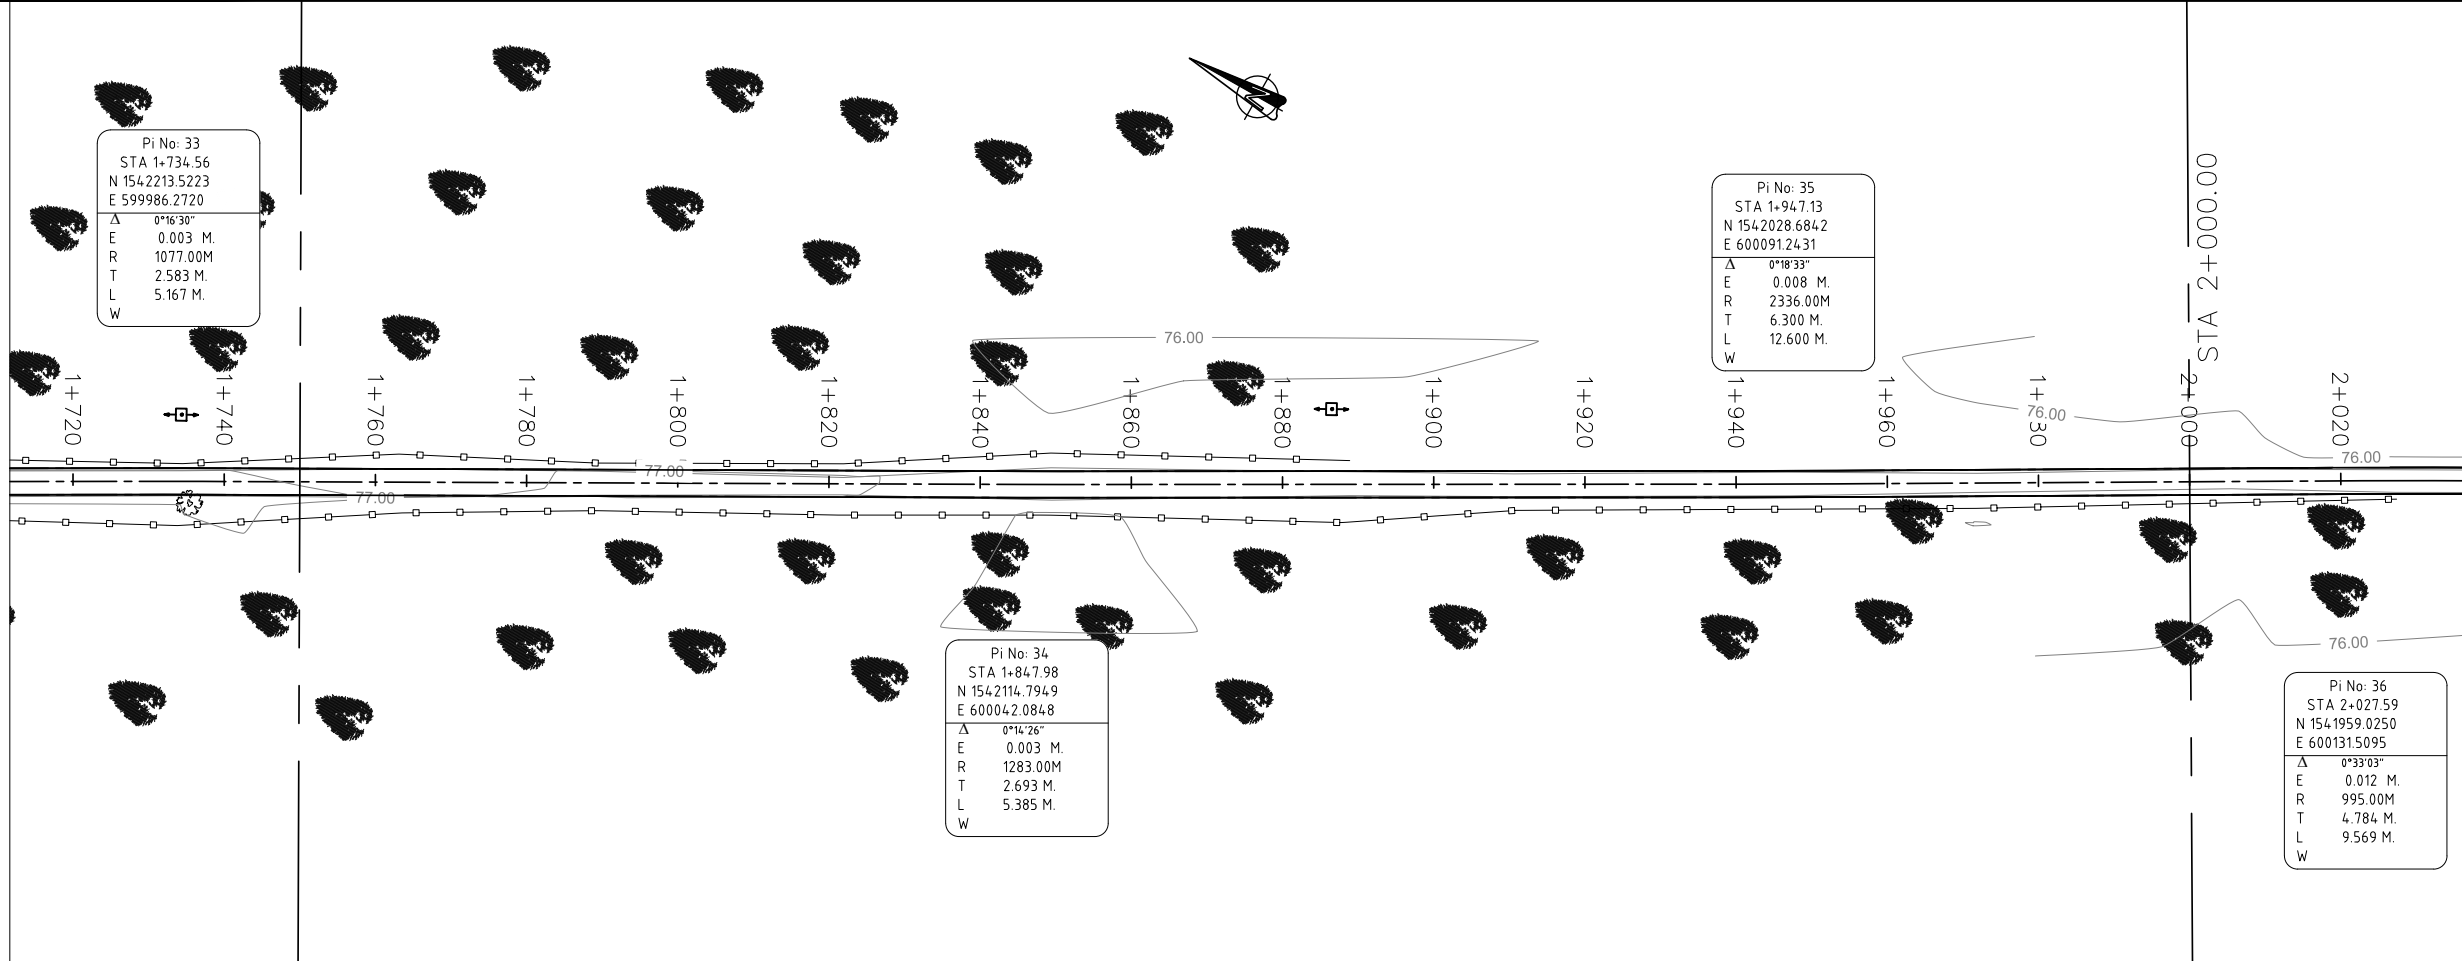 Pi No: 33
STA 1+734.56
N 1542213.5223
E 599986.2720
Δ 0°16'30"
E 0.003 M.
R 1077.00M
T 2.583 M.
L 5.167 M.
W
Pi No: 35
STA 1+947.13
N 1542028.6842
E 600091.2431
Δ 0°18'33"
E 0.008 M.
R 2336.00M
T 6.300 M.
L 12.600 M.
W
STA 2+000.00
76.00
1+720
1+740
1+760
1+780
1+800
1+820
1+840
1+860
1+880
1+900
1+920
1+940
1+960
2+000
2+020
76.00
76.00
77.00
77.00
76.00
Pi No: 34
STA 1+847.98
N 1542114.7949
E 600042.0848
Δ 0°14'26"
E 0.003 M.
R 1283.00M
T 2.693 M.
L 5.385 M.
W
Pi No: 36
STA 2+027.59
N 1541959.0250
E 600131.5095
Δ 0°33'03"
E 0.012 M.
R 995.00M
T 4.784 M.
L 9.569 M.
W